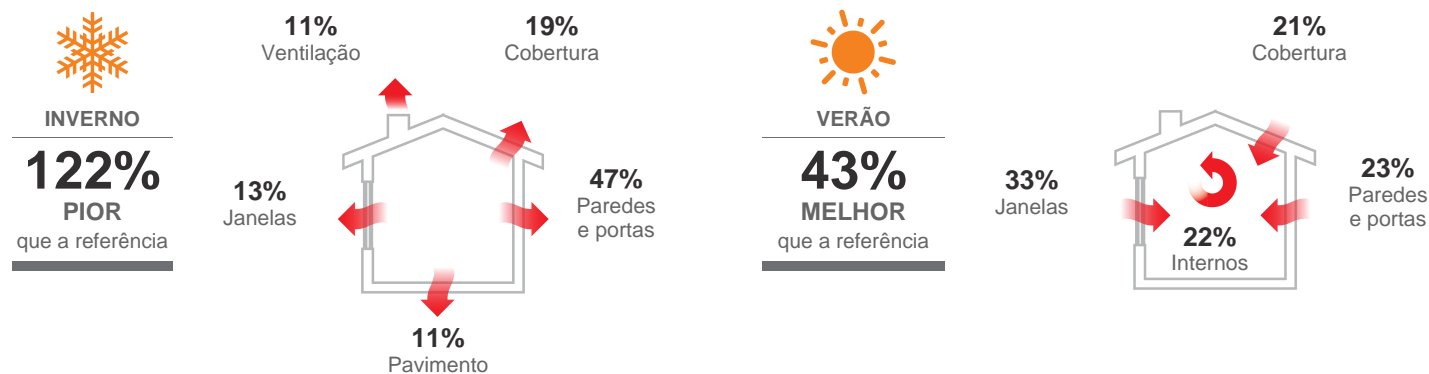 INVERNO
122%
PIOR
que a referência
11%
Ventilação
19%
Cobertura
13%
Janelas
47%
Paredes
e portas
11%
Pavimento
VERÃO
43%
MELHOR
que a referência
21%
Cobertura
33%
Janelas
23%
Paredes
e portas
22%
Internos